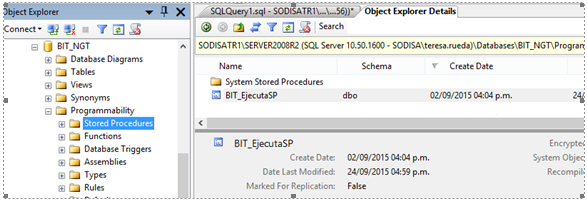 Object Explorer
Connect
BIT_NGT
Database Diagrams
Tables
Views
Synonyms
Programmability
Stored Procedures
Functions
Database Triggers
Assemblies
Types
Rules
SQLQuery1.sql - SODISATR1\...\...56))*
Object Explorer Details
Search
SODISATR1\SERVER2008R2 (SQL Server 10.50.1600 - SODISA\teresa.rueda)\Databases\BIT_NGT\Progra
Name Schema Create Date
System Stored Procedures
BIT_EjecutaSP dbo 02/09/2015 04:04 p.m. 24/
BIT_EjecutaSP Encrypte
Create Date: 02/09/2015 04:04 p.m. System Objec
Date Last Modified: 24/09/2015 04:59 p.m. Recompil
Marked For Replication: False